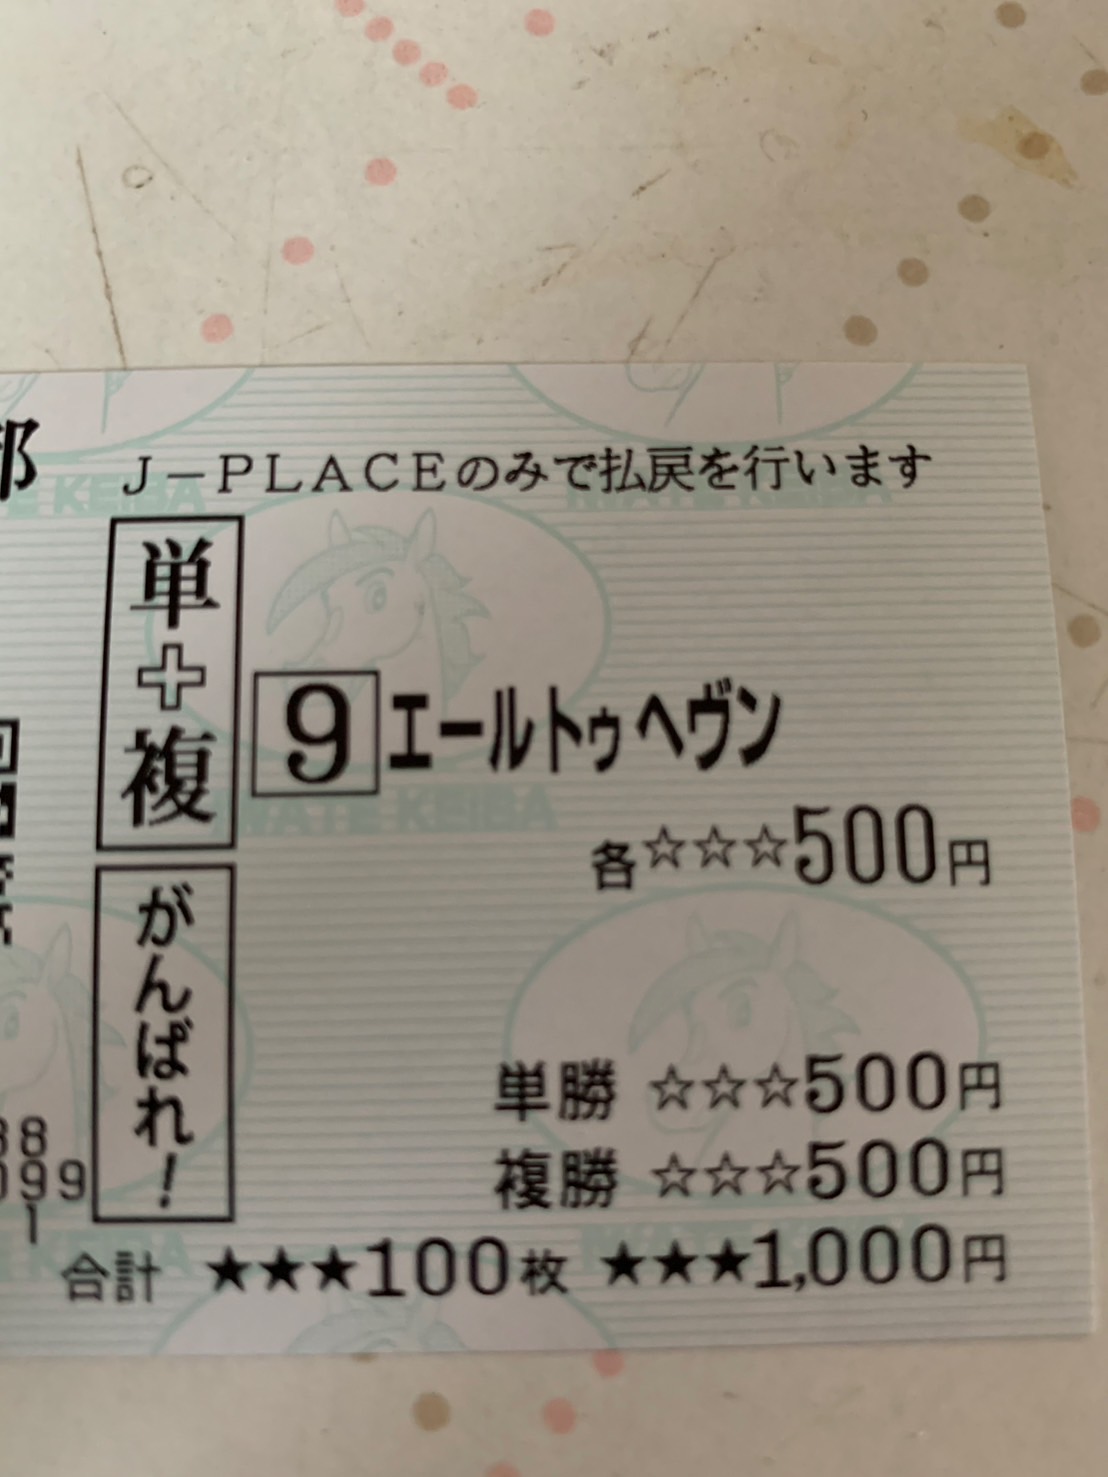 都
J－PLACEのみで払戻を行います
単＋複
9 エールトゥヘヴン
各☆☆☆500円
がんばれ！
単勝 ☆☆☆500円
複勝 ☆☆☆500円
合計 ★★★100枚 ★★★1,000円
IWATE KEIBA